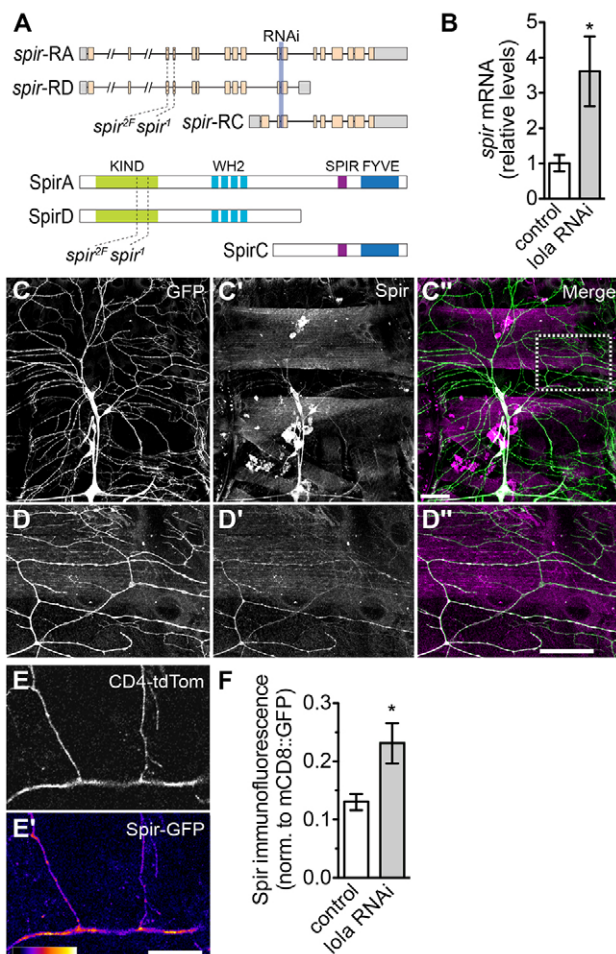 A
RNAi
spir-RA
spir-RD
spir2F spir1
spir-RC
KIND WH2 SPIR FYVE
SpirA
SpirD
spir2F spir1
SpirC
B
spir mRNA
(relative levels)
5
4
3
2
1
0
*
control
lola RNAi
C GFP
C' Spir
C" Merge
D
D'
D"
E
CD4-tdTom
E'
Spir-GFP
F
Spir immunofluorescence
(norm. to mCD8::GFP)
0.3
0.2
0.1
0.0
*
control
lola RNAi